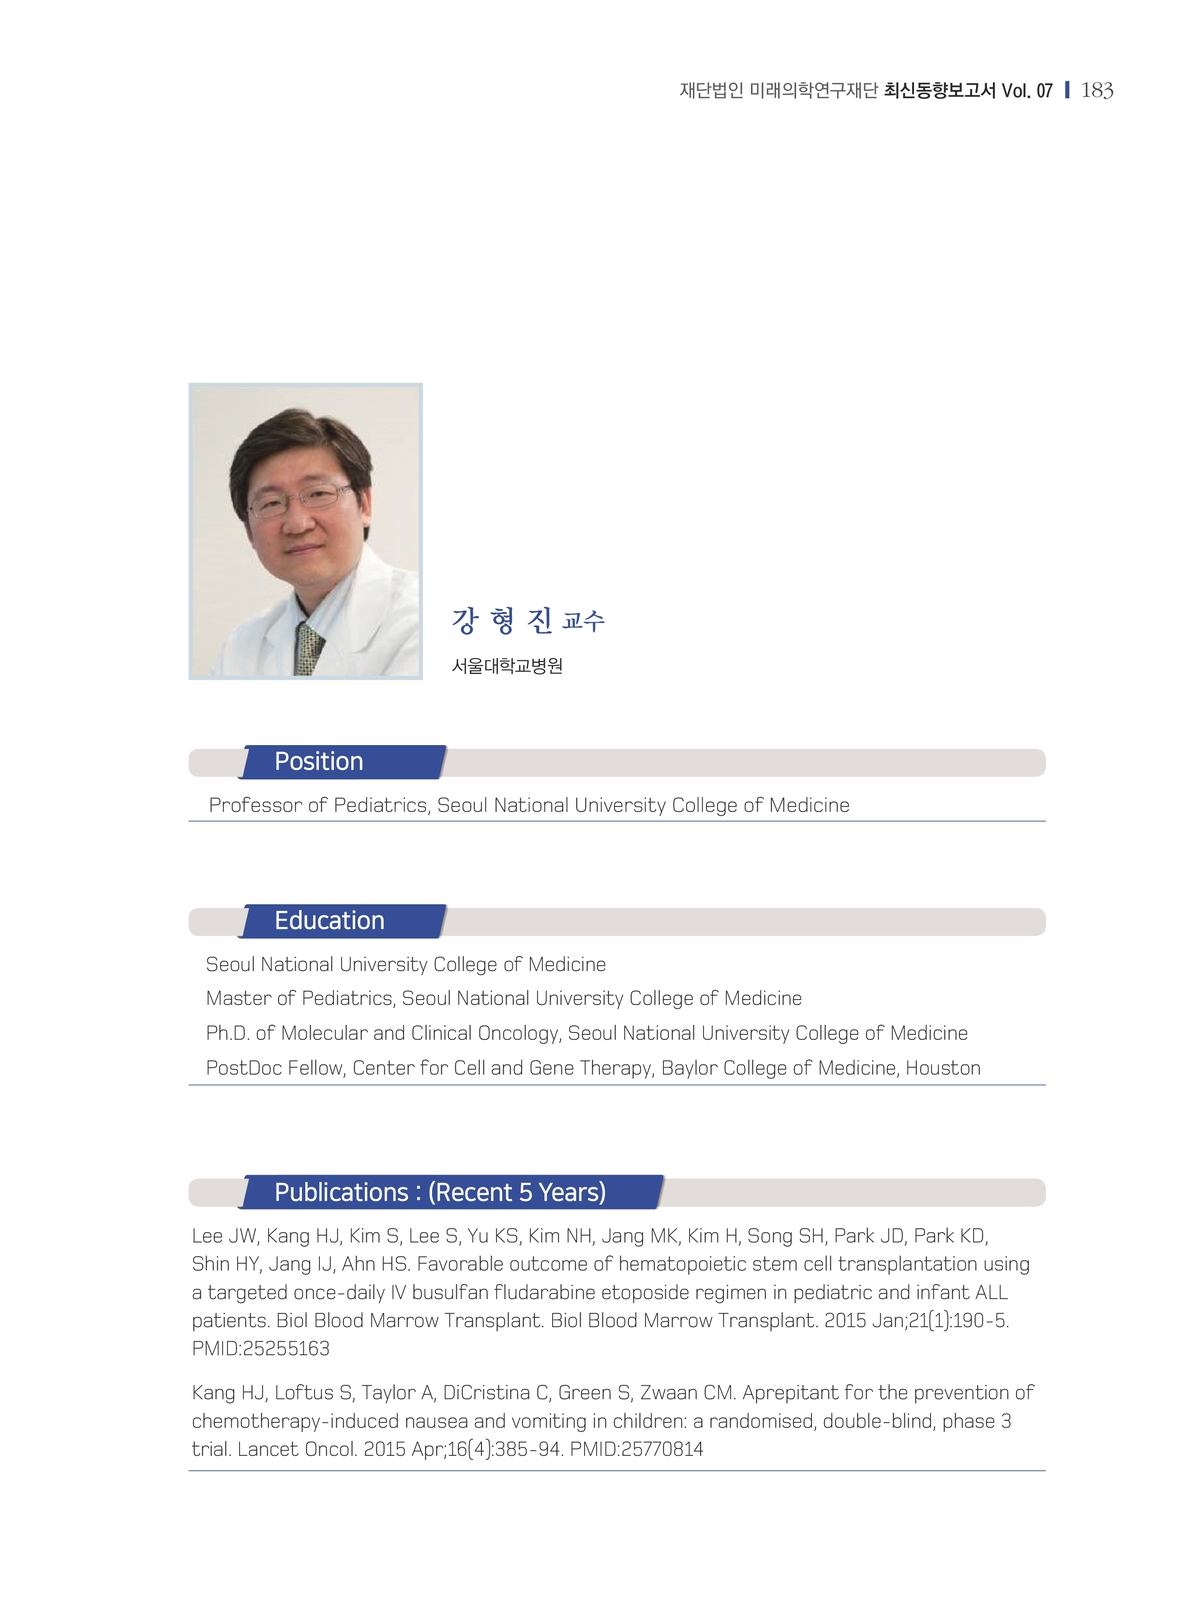 재단법인 미래의학연구재단 최신동향보고서 Vol. 07 183
강 형 진 교수
서울대학교병원
Position
Professor of Pediatrics, Seoul National University College of Medicine
Education
Seoul National University College of Medicine
Master of Pediatrics, Seoul National University College of Medicine
Ph.D. of Molecular and Clinical Oncology, Seoul National University College of Medicine
PostDoc Fellow, Center for Cell and Gene Therapy, Baylor College of Medicine, Houston
Publications : (Recent 5 Years)
Lee JW, Kang HJ, Kim S, Lee S, Yu KS, Kim NH, Jang MK, Kim H, Song SH, Park JD, Park KD,
Shin HY, Jang IJ, Ahn HS. Favorable outcome of hematopoietic stem cell transplantation using
a targeted once-daily IV busulfan fludarabine etoposide regimen in pediatric and infant ALL
patients. Biol Blood Marrow Transplant. Biol Blood Marrow Transplant. 2015 Jan;21(1):190-5.
PMID:25255163
Kang HJ, Loftus S, Taylor A, DiCristina C, Green S, Zwaan CM. Aprepitant for the prevention of
chemotherapy-induced nausea and vomiting in children: a randomised, double-blind, phase 3
trial. Lancet Oncol. 2015 Apr;16(4):385-94. PMID:25770814